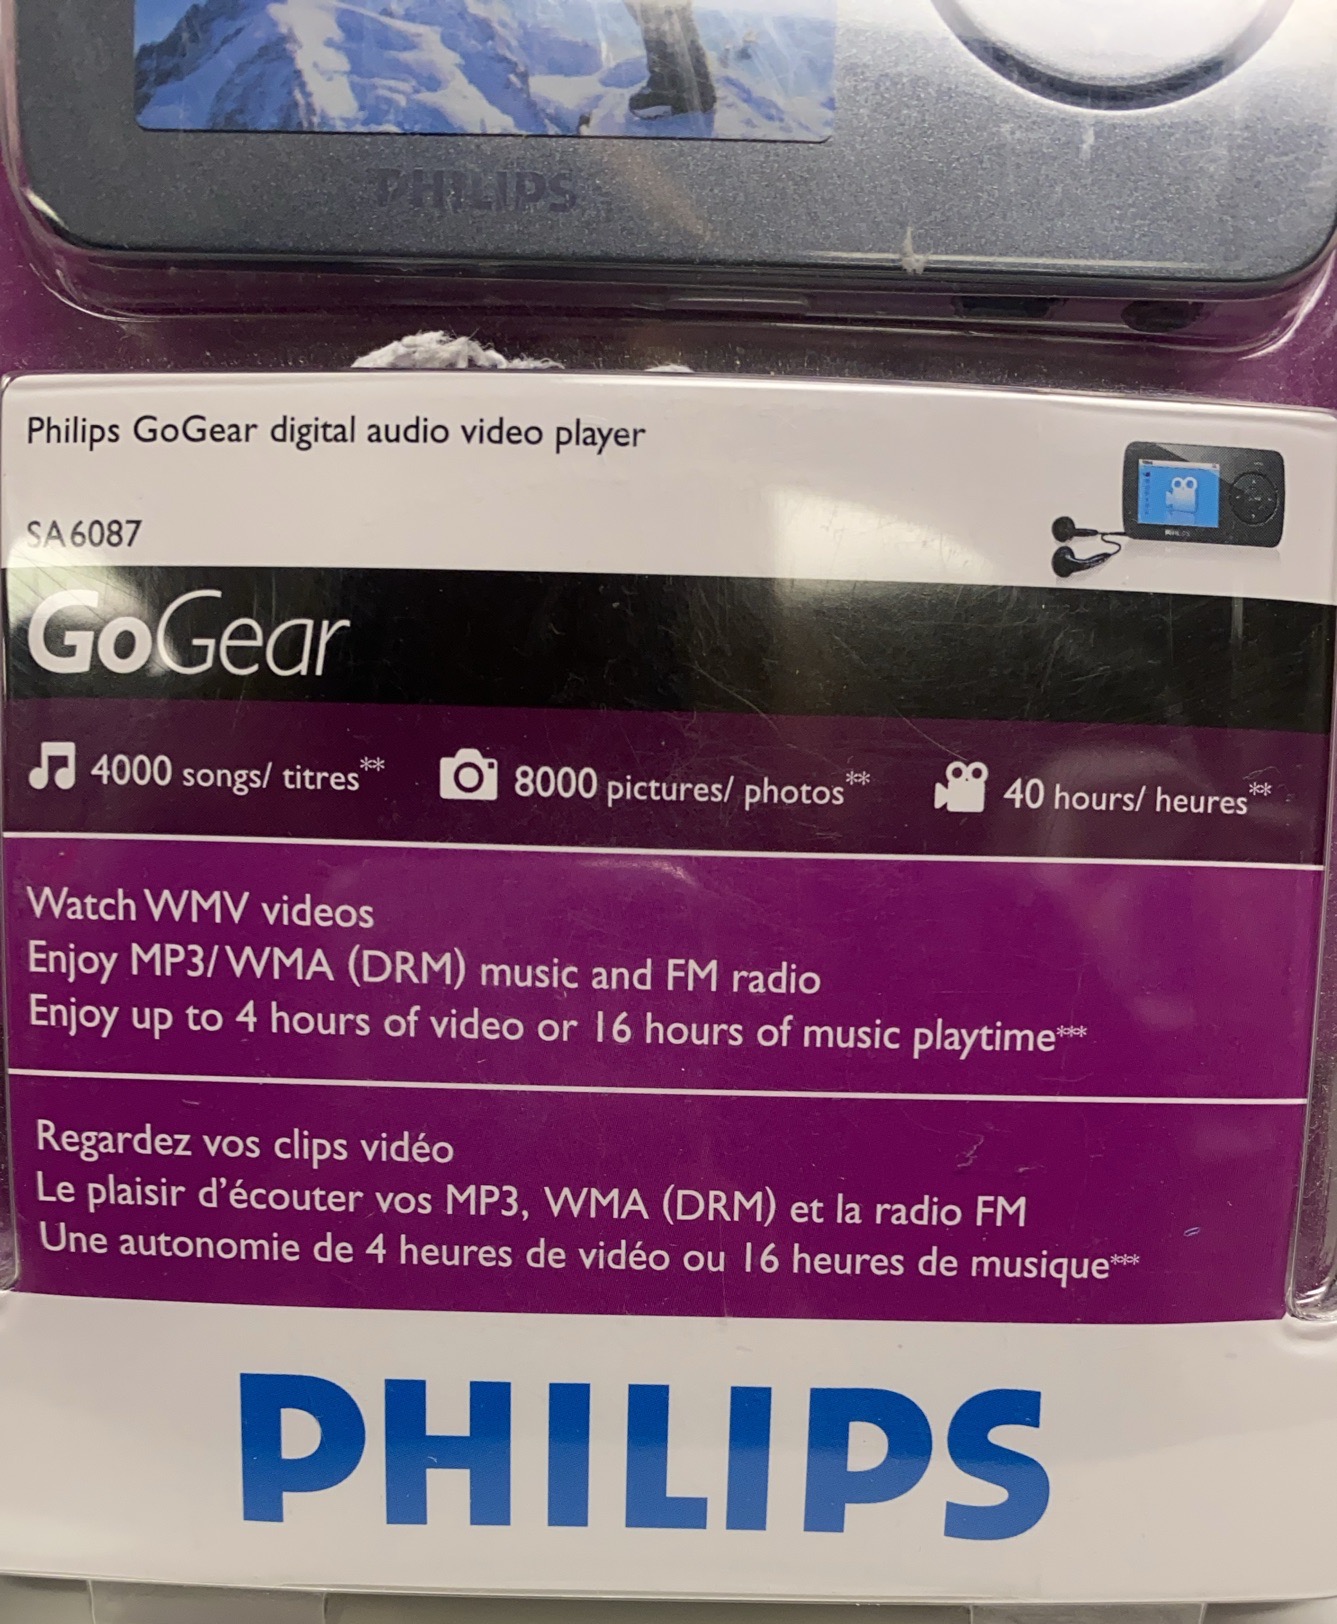 PHILIPS
Philips GoGear digital audio video player
SA6087
GoGear
4000 songs/ titres** 8000 pictures/ photos** 40 hours/ heures**
Watch WMV videos
Enjoy MP3/WMA (DRM) music and FM radio
Enjoy up to 4 hours of video or 16 hours of music playtime***
Regardez vos clips vidéo
Le plaisir d'écouter vos MP3, WMA (DRM) et la radio FM
Une autonomie de 4 heures de vidéo ou 16 heures de musique***
PHILIPS